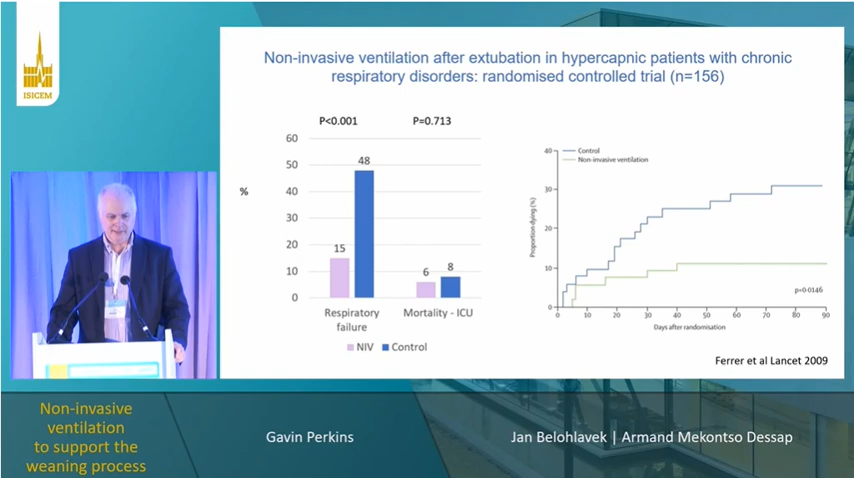 ISICEM
Non-invasive ventilation after extubation in hypercapnic patients with chronic
respiratory disorders: randomised controlled trial (n=156)
P<0.001 P=0.713
60
50
40
30
20
10
0
%
15
48
6
8
Respiratory
failure
Mortality - ICU
NIV Control
40
30
20
10
0
Proportion dying (%)
Control
Non-invasive ventilation
p=0·0146
0 10 20 30 40 50 60 70 80 90
Days after randomisation
Ferrer et al Lancet 2009
Non-invasive
ventilation
to support the
weaning process
Gavin Perkins
Jan Belohlavek | Armand Mekontso Dessap